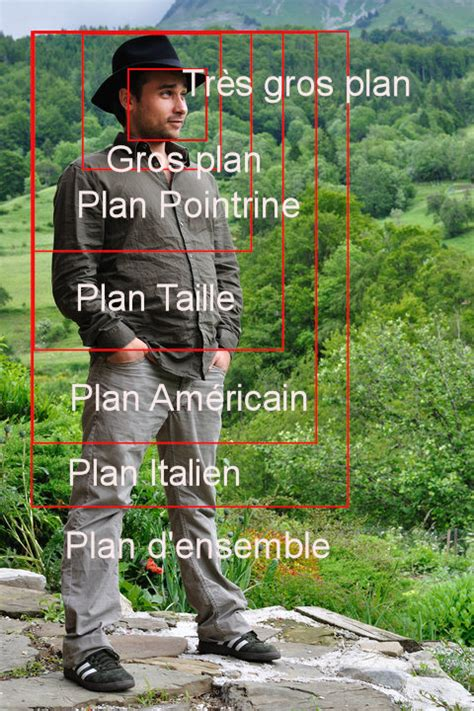 Très gros plan
Gros plan
Plan Pointrine
Plan Taille
Plan Américain
Plan Italien
Plan d'ensemble